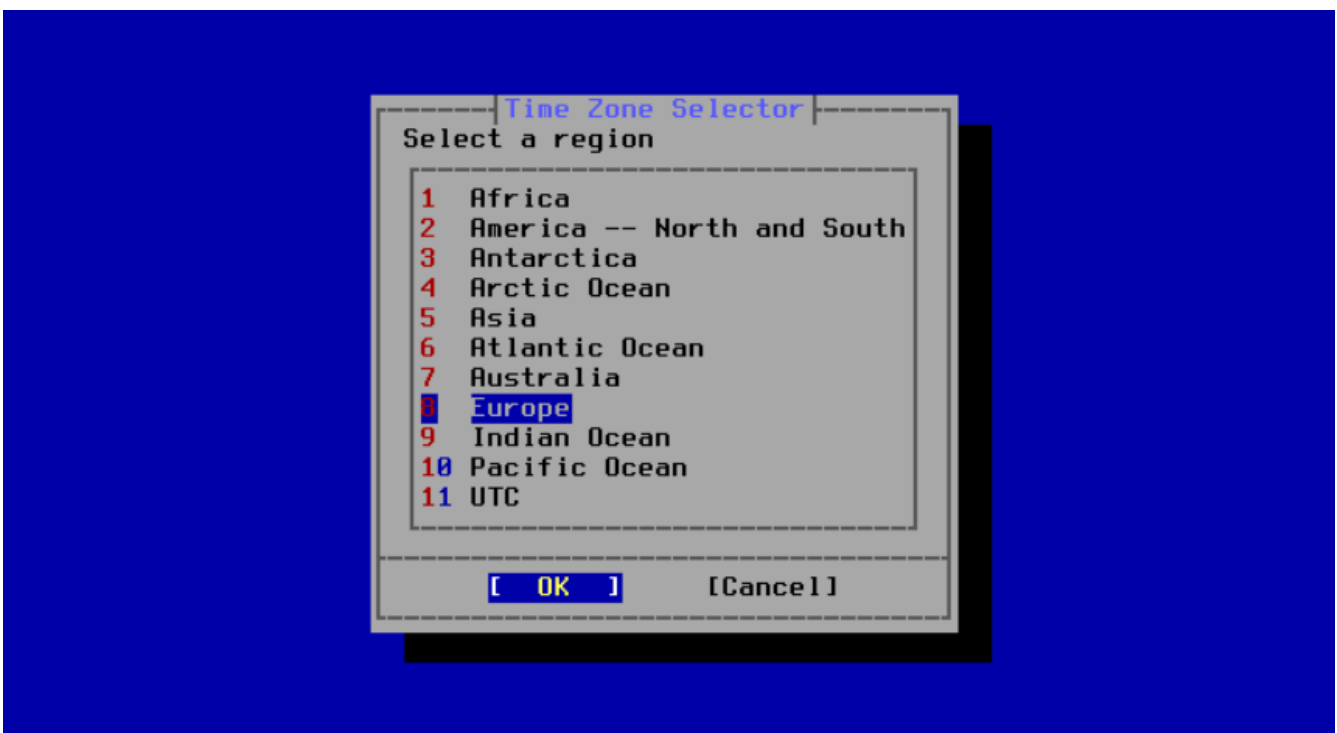 Time Zone Selector
Select a region
1 Africa
2 America -- North and South
3 Antarctica
4 Arctic Ocean
5 Asia
6 Atlantic Ocean
7 Australia
8 Europe
9 Indian Ocean
10 Pacific Ocean
11 UTC
[ OK ] [Cancel]